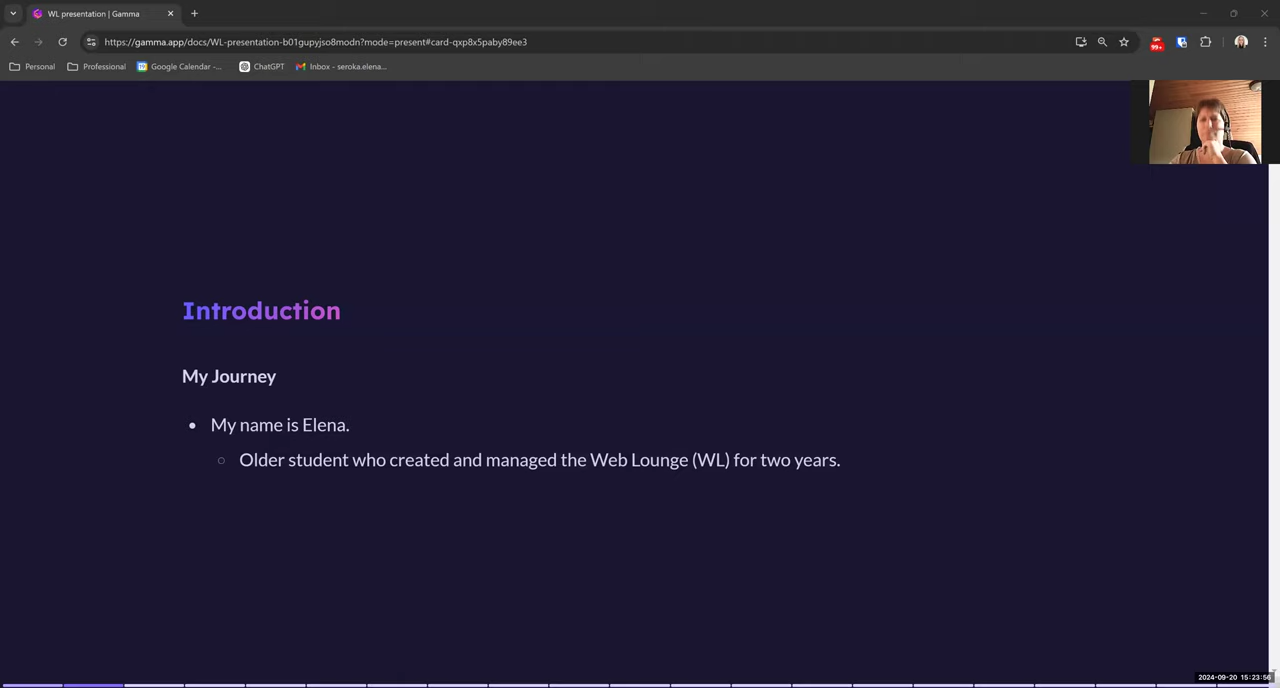 WL presentation | Gamma
https://gamma.app/docs/WL-presentation-b01gupyjso8modn?mode=present#card-qxp8x5paby89ee3
99+
Personal
Professional
Google Calendar -...
ChatGPT
Inbox - seroka.elena...
Introduction
My Journey
My name is Elena.
Older student who created and managed the Web Lounge (WL) for two years.
2024-09-20 15:23:56